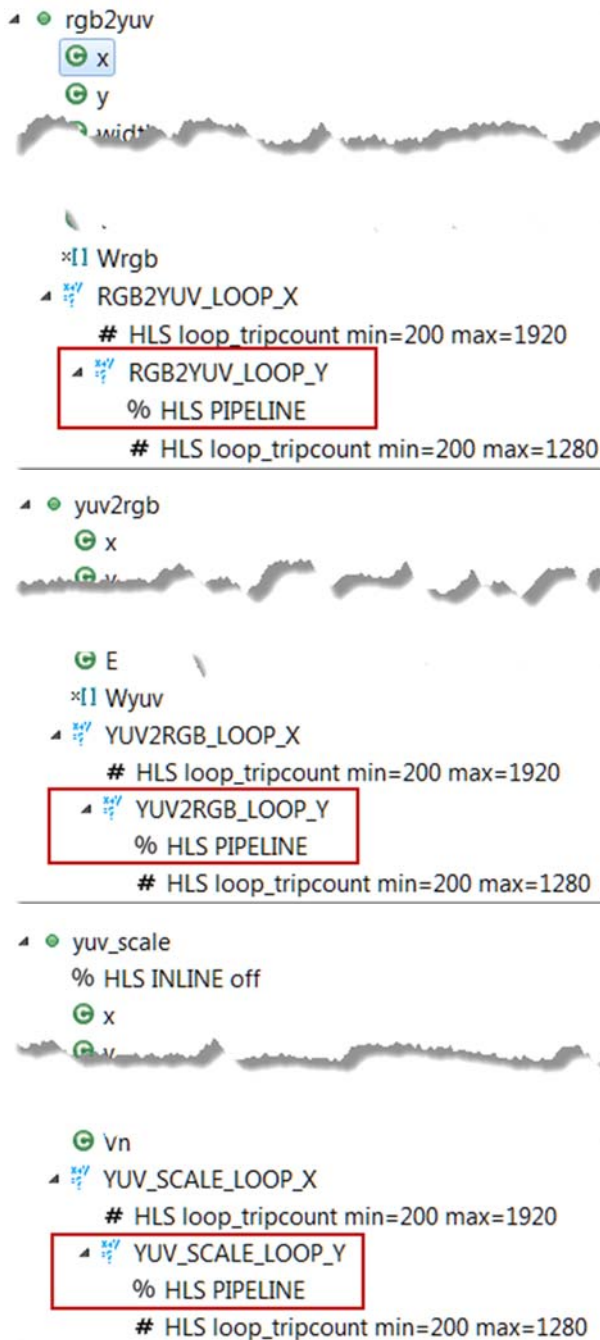 rgb2yuv
x
y
Wrgb
RGB2YUV_LOOP_X
# HLS loop_tripcount min=200 max=1920
RGB2YUV_LOOP_Y
% HLS PIPELINE
# HLS loop_tripcount min=200 max=1280
yuv2rgb
x
E
Wyuv
YUV2RGB_LOOP_X
# HLS loop_tripcount min=200 max=1920
YUV2RGB_LOOP_Y
% HLS PIPELINE
# HLS loop_tripcount min=200 max=1280
yuv_scale
% HLS INLINE off
x
Vn
YUV_SCALE_LOOP_X
# HLS loop_tripcount min=200 max=1920
YUV_SCALE_LOOP_Y
% HLS PIPELINE
# HLS loop_tripcount min=200 max=1280